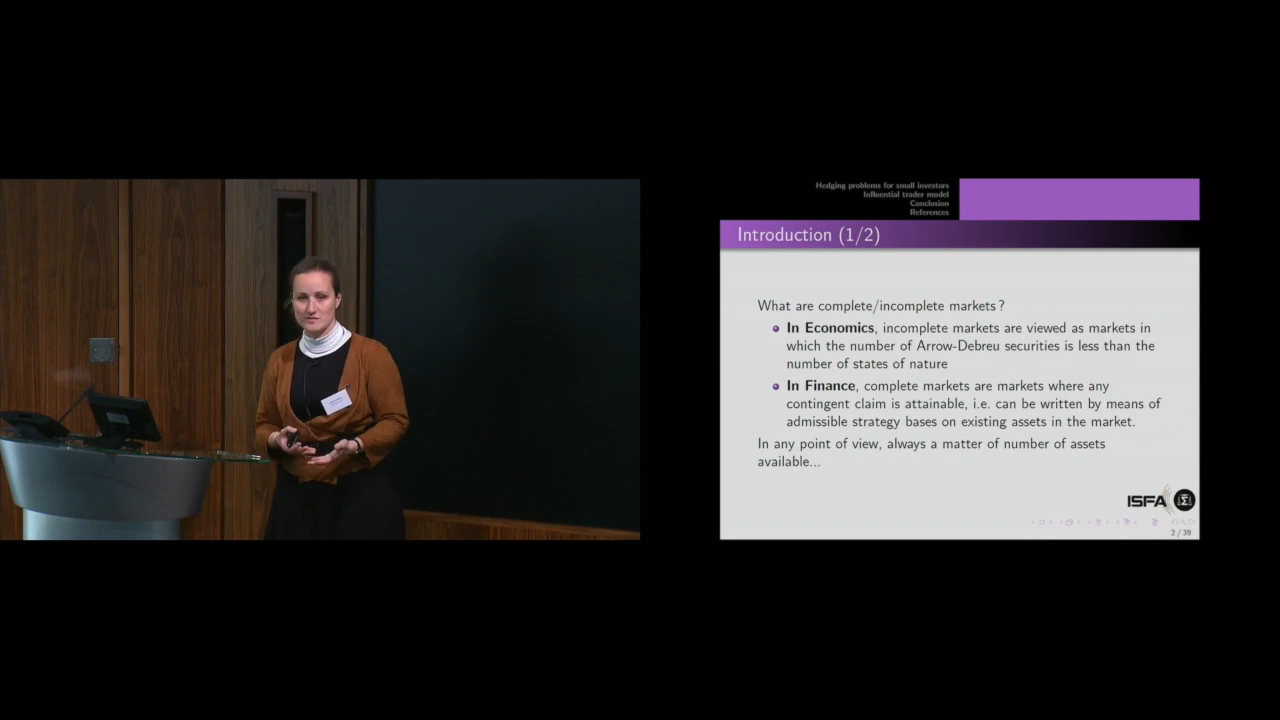 Hedging problems for small investors
Influential trader model
Conclusion
References
Introduction (1/2)
What are complete/incomplete markets ?
In Economics, incomplete markets are viewed as markets in
which the number of Arrow-Debreu securities is less than the
number of states of nature
In Finance, complete markets are markets where any
contingent claim is attainable, i.e. can be written by means of
admissible strategy bases on existing assets in the market.
In any point of view, always a matter of number of assets
available...
ISFA
2 / 39